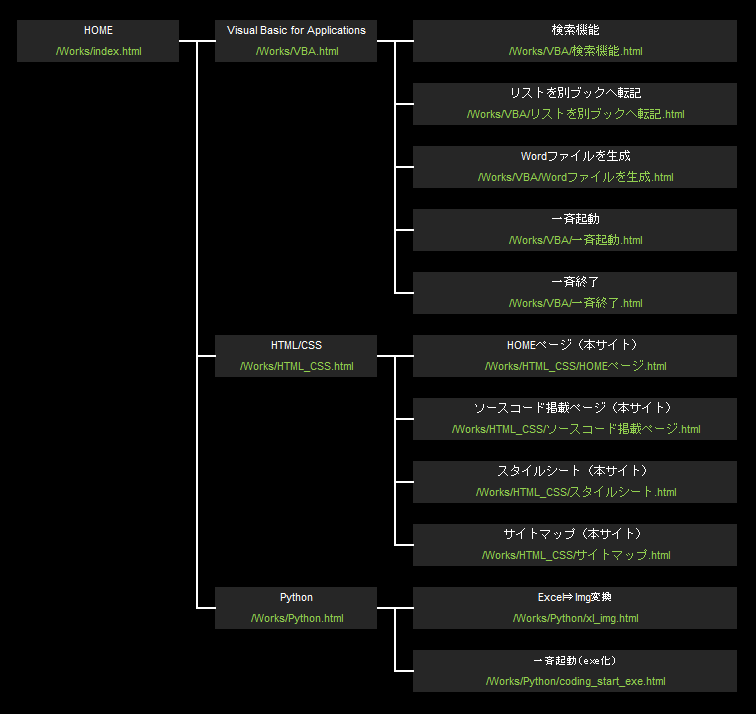 HOME
/Works/index.html
Visual Basic for Applications
/Works/VBA.html
検索機能
/Works/VBA/検索機能.html
リストを別ブックへ転記
/Works/VBA/リストを別ブックへ転記.html
Wordファイルを生成
/Works/VBA/Wordファイルを生成.html
一斉起動
/Works/VBA/一斉起動.html
一斉終了
/Works/VBA/一斉終了.html
HTML/CSS
/Works/HTML_CSS.html
HOMEページ（本サイト）
/Works/HTML_CSS/HOMEページ.html
ソースコード掲載ページ（本サイト）
/Works/HTML_CSS/ソースコード掲載ページ.html
スタイルシート（本サイト）
/Works/HTML_CSS/スタイルシート.html
サイトマップ（本サイト）
/Works/HTML_CSS/サイトマップ.html
Python
/Works/Python.html
Excel⇒Img変換
/Works/Python/xl_img.html
一斉起動(exe化)
/Works/Python/coding_start_exe.html